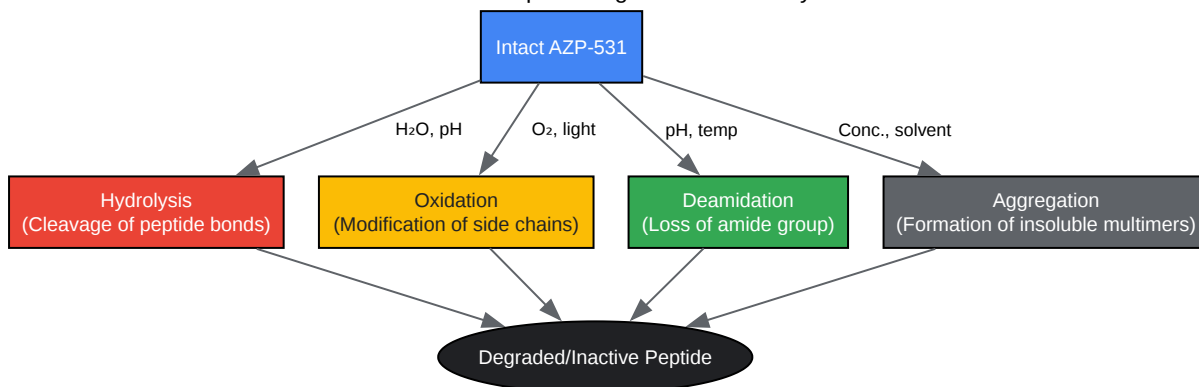 Intact AZP-531
H₂O, pH
O₂, light
pH, temp
Conc., solvent
Hydrolysis
(Cleavage of peptide bonds)
Oxidation
(Modification of side chains)
Deamidation
(Loss of amide group)
Aggregation
(Formation of insoluble multimers)
Degraded/Inactive Peptide